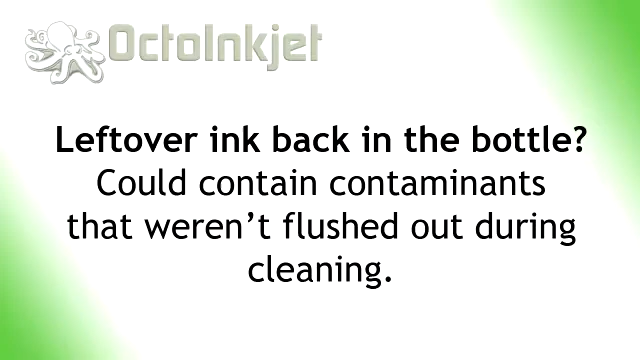 OctoInkjet
Leftover ink back in the bottle?
Could contain contaminants
that weren't flushed out during
cleaning.